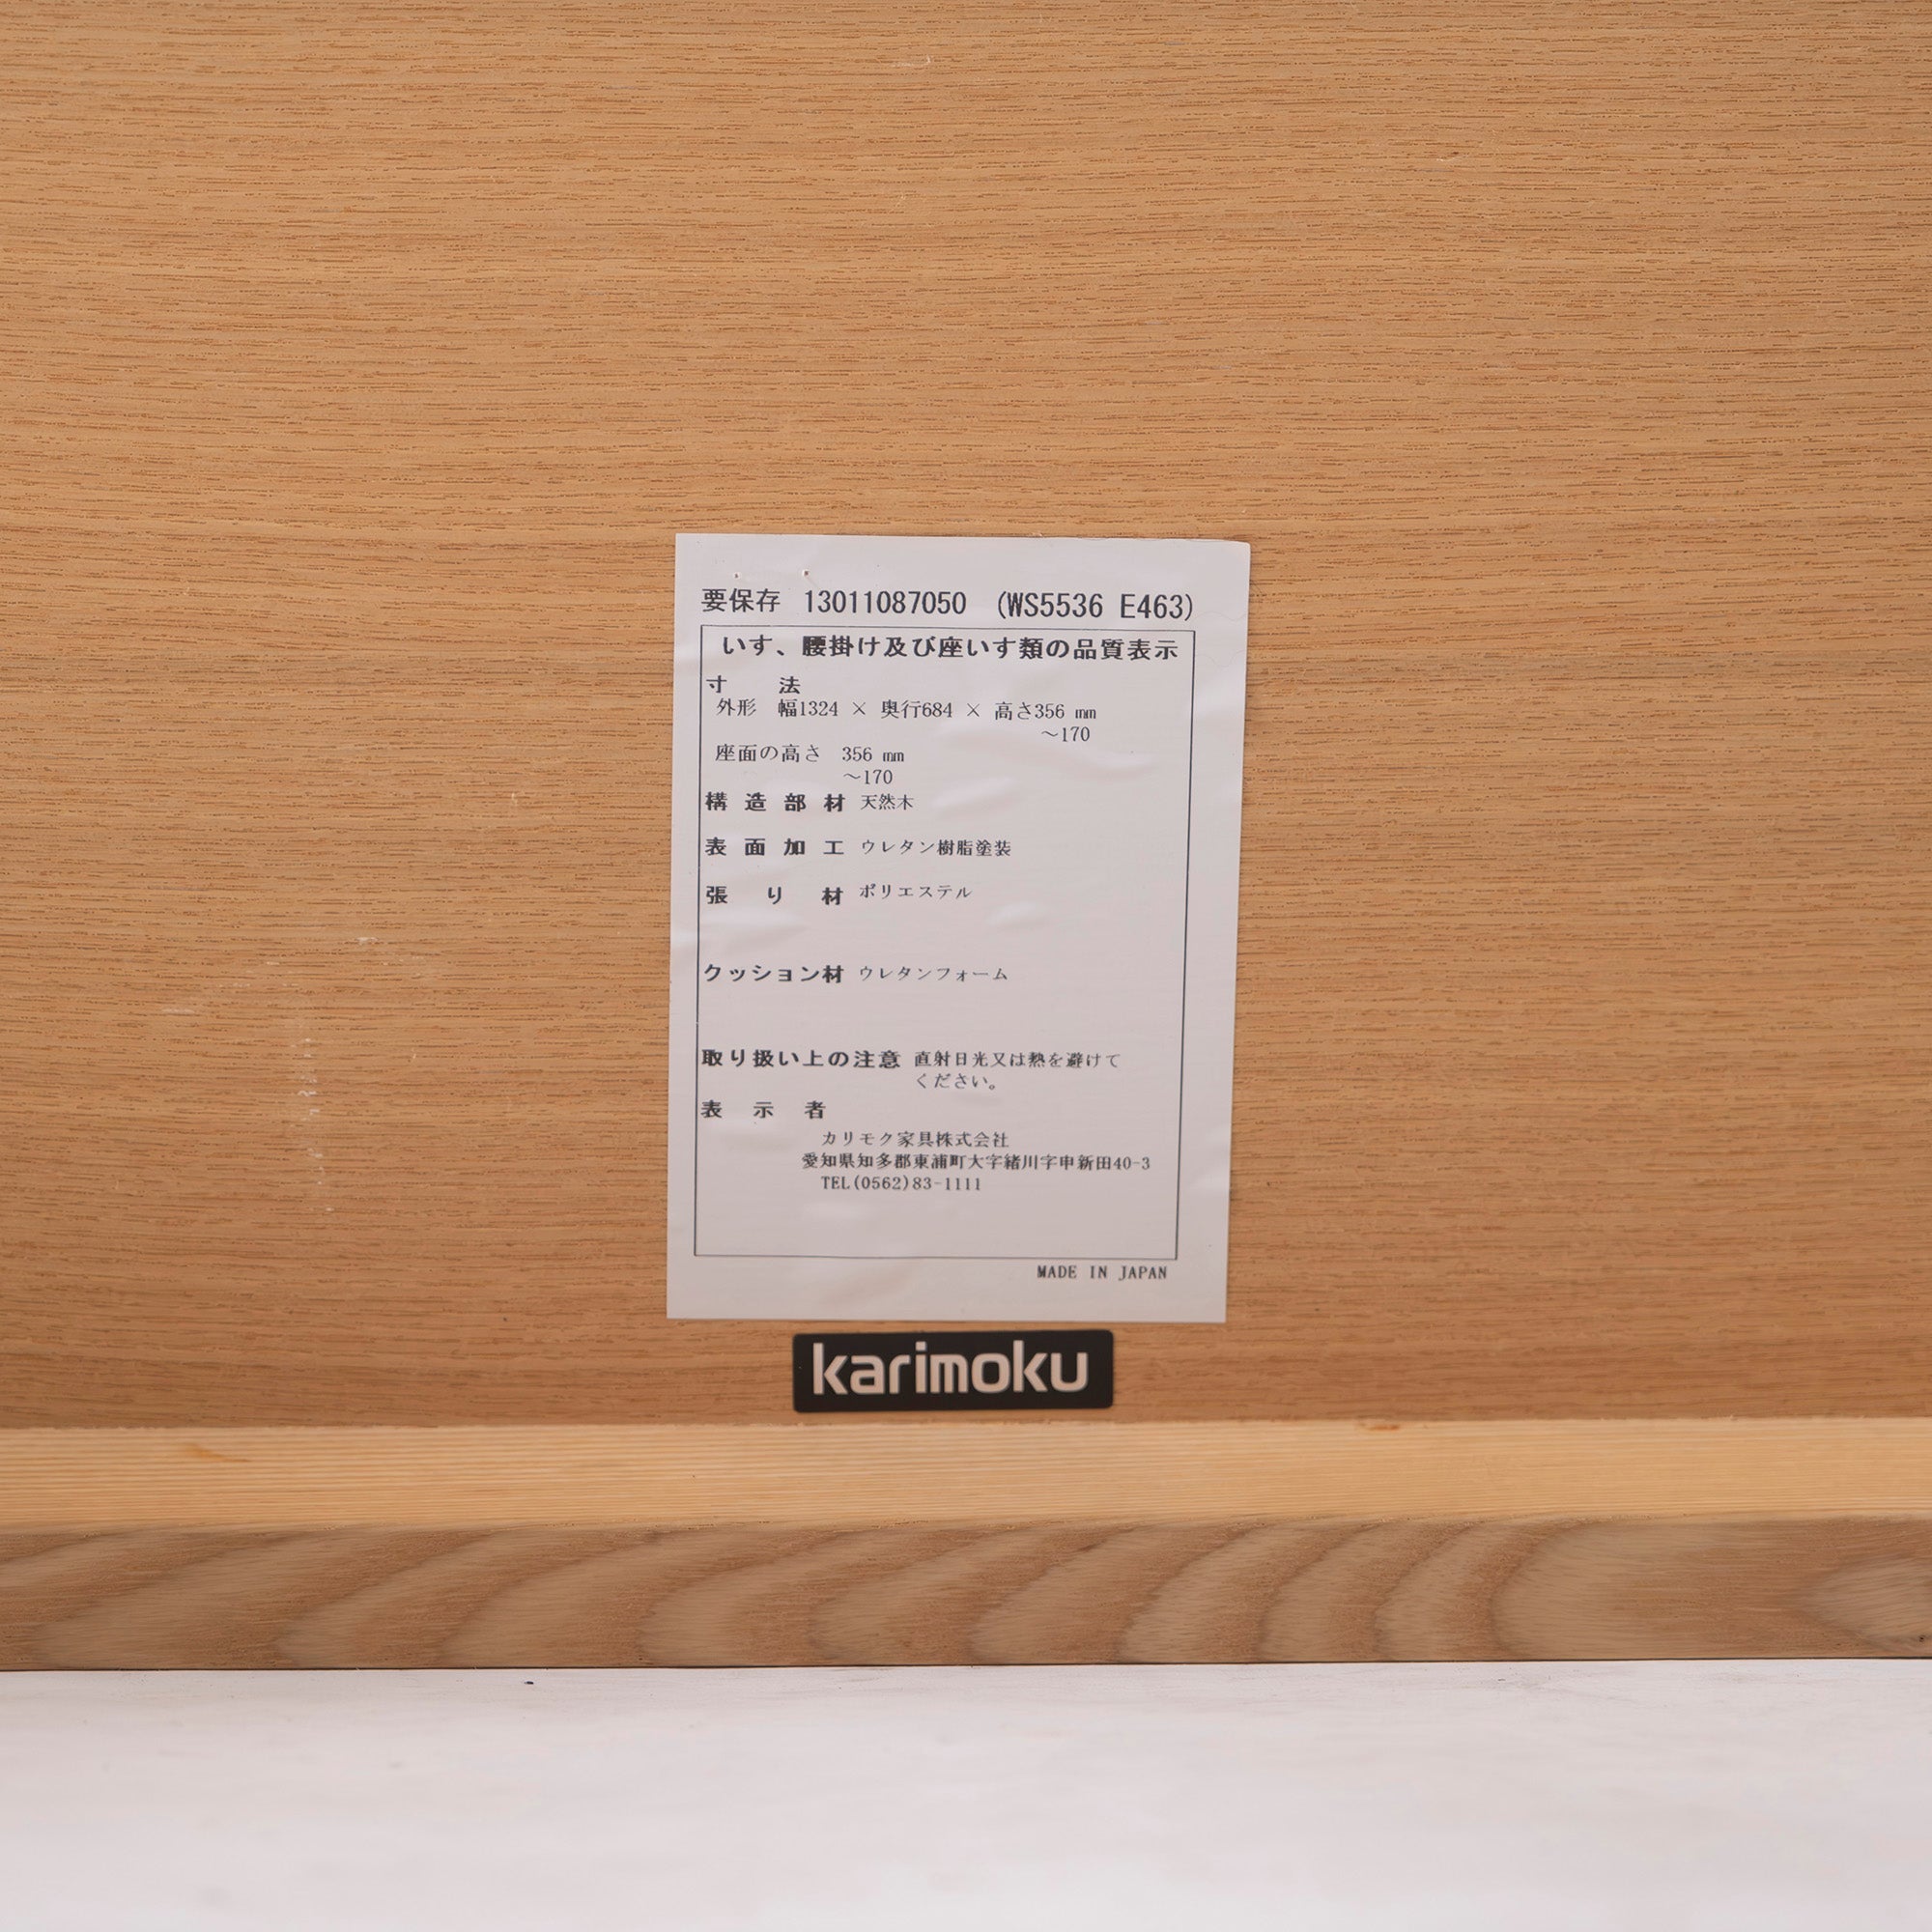 要保存 13011087050 (WS5536 E463)
いす、腰掛け及び座いす類の品質表示
寸 法
外形 幅1324 × 奥行684 × 高さ356 mm
~170
座面の高さ 356 mm
~170
構造部材 天然木
表面加工 ウレタン樹脂塗装
張り材 ポリエステル
クッション材 ウレタンフォーム
取り扱い上の注意 直射日光又は熱を避けて
ください。
表示者
カリモク家具株式会社
愛知県知多郡東浦町大字緒川字申新田40-3
TEL(0562)83-1111
MADE IN JAPAN
karimoku